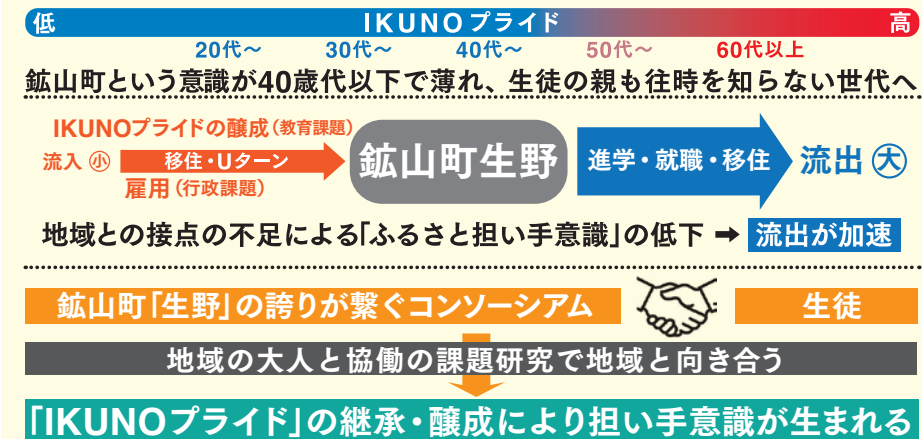 低 IKUNOプライド 高
20代〜 30代〜 40代〜 50代〜 60代以上
鉱山町という意識が40歳代以下で薄れ、生徒の親も往時を知らない世代へ
IKUNOプライドの醸成(教育課題)
流入 小 移住・Uターン 鉱山町生野 進学・就職・移住 流出 大
雇用(行政課題)
地域との接点の不足による「ふるさと担い手意識」の低下 ➡ 流出が加速
鉱山町「生野」の誇りが繋ぐコンソーシアム 生徒
地域の大人と協働の課題研究で地域と向き合う
「IKUNOプライド」の継承・醸成により担い手意識が生まれる